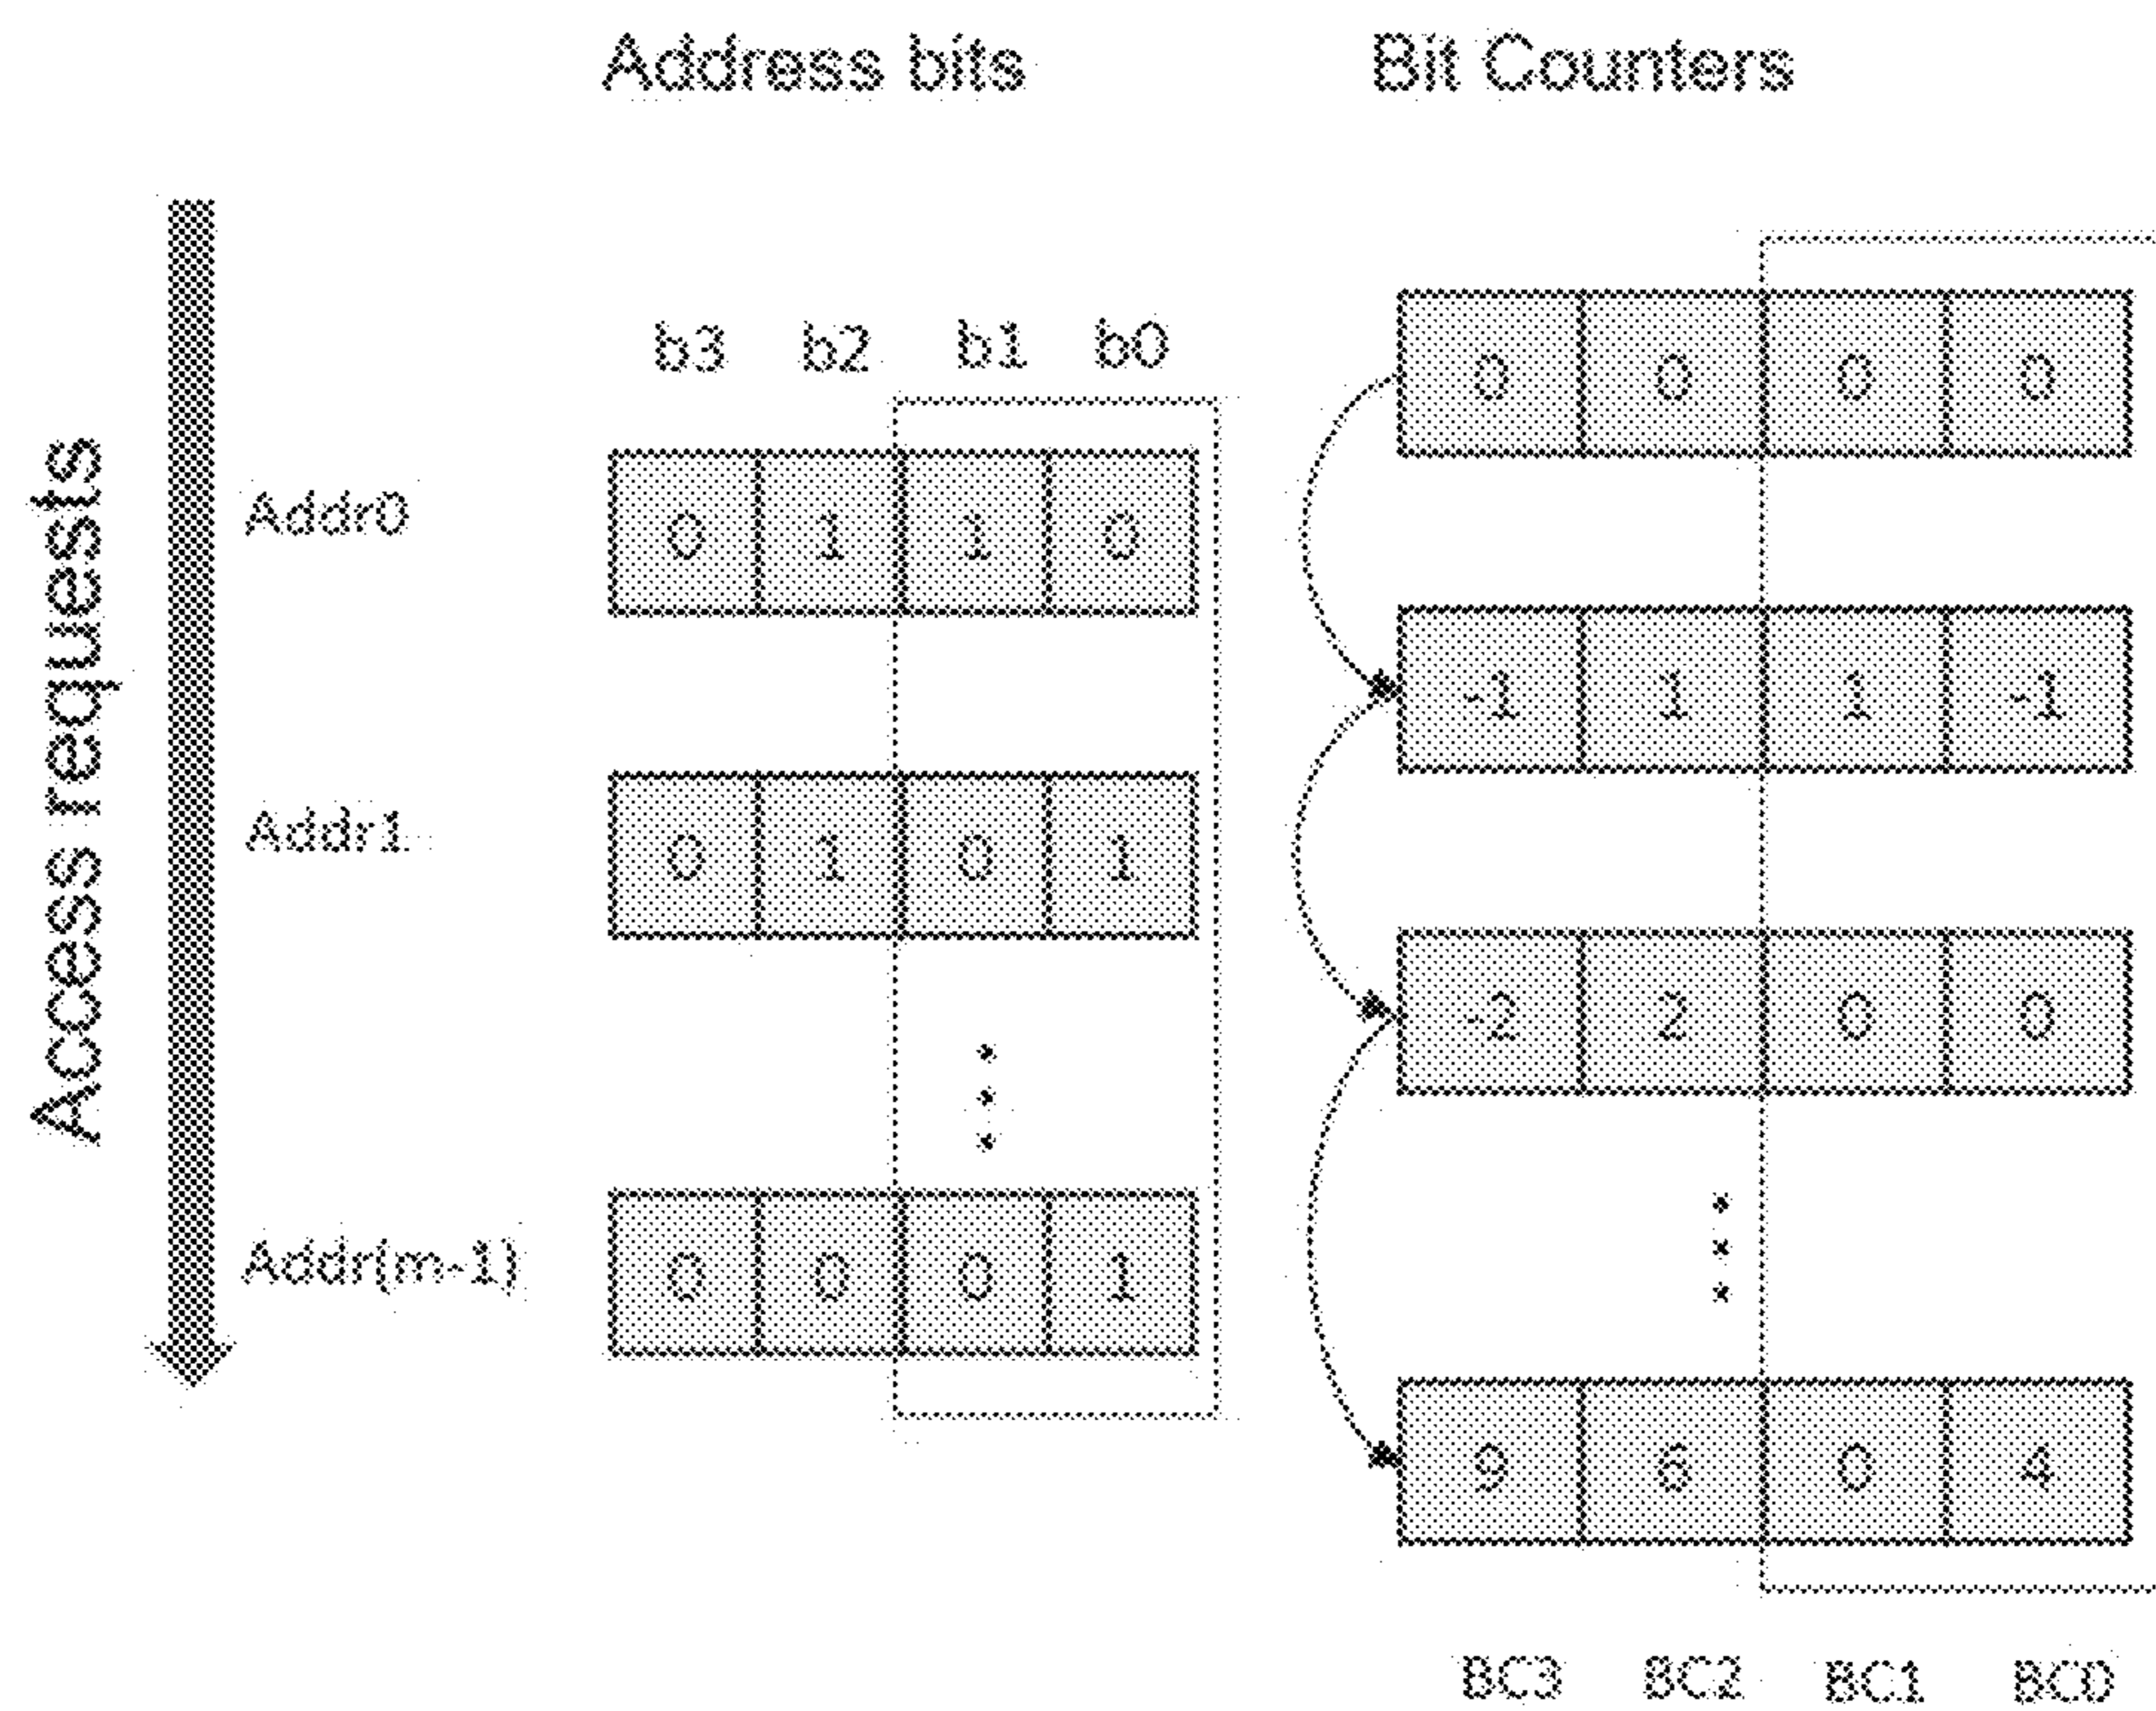 Address bits
Bit Counters
Access requests
b3 b2 b1 b0
0 0 0 0
Addr0
0 1 1 0
-1 1 1 -1
Addr1
0 1 0 1
-2 2 0 0
Addr(m-1)
0 0 0 1
9 6 0 4
BC3 BC2 BC1 BC0